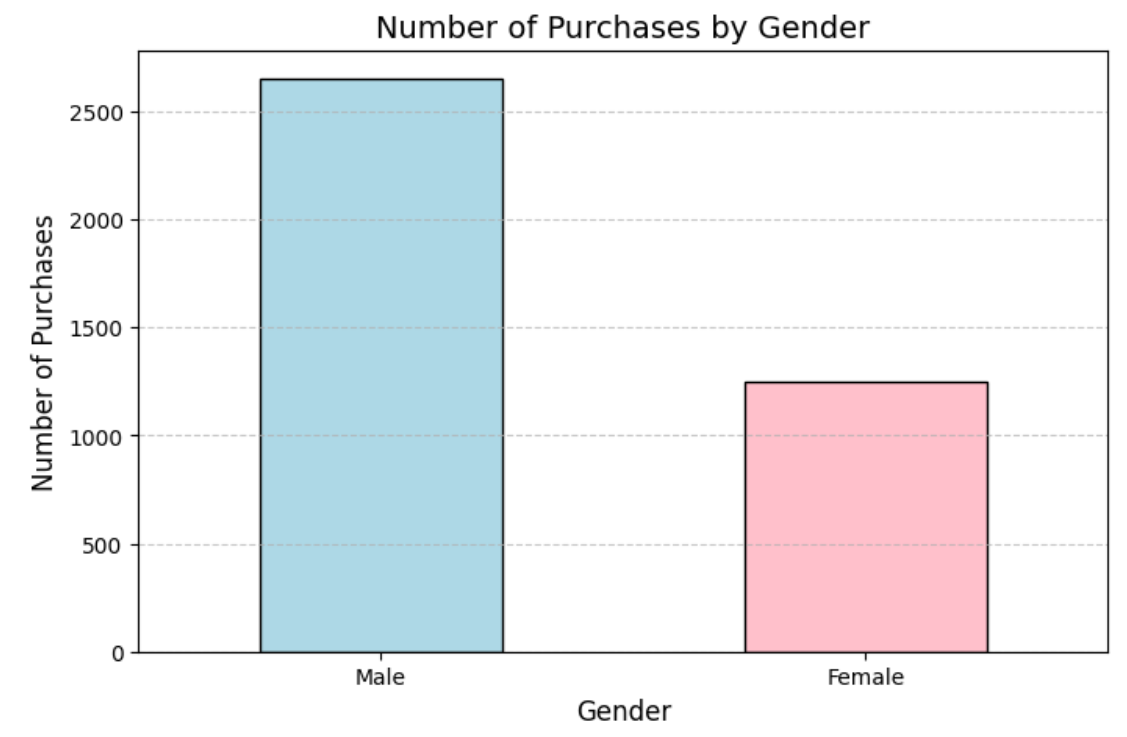 Number of Purchases by Gender
Number of Purchases
2500
2000
1500
1000
500
0
Male Female
Gender